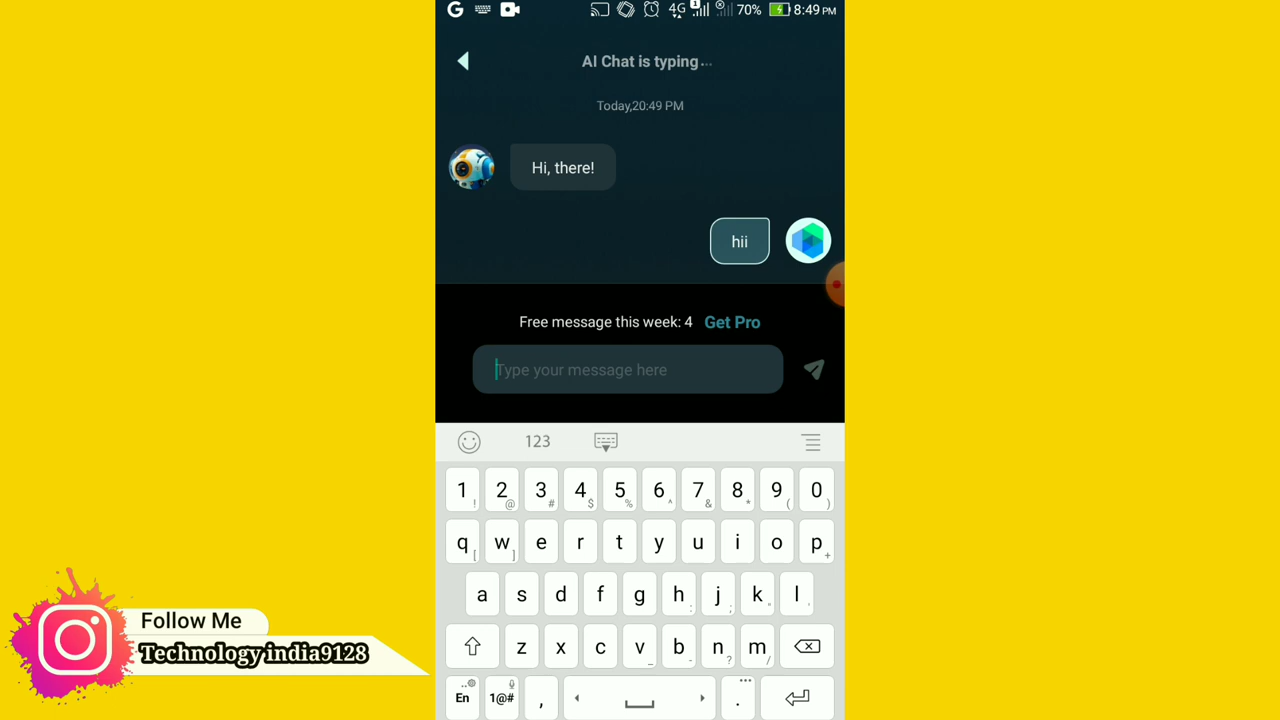 70% 8:49 PM
AI Chat is typing...
Today,20:49 PM
Hi, there!
hii
Free message this week: 4 Get Pro
Type your message here
123
1 2 3 4 5 6 7 8 9 0
! @ # $ % ^ & * ( )
q w e r t y u i o p
[ ] +
a s d f g h j k l
z x c v b n m
En 1@# , .
Follow Me
Technology india9128